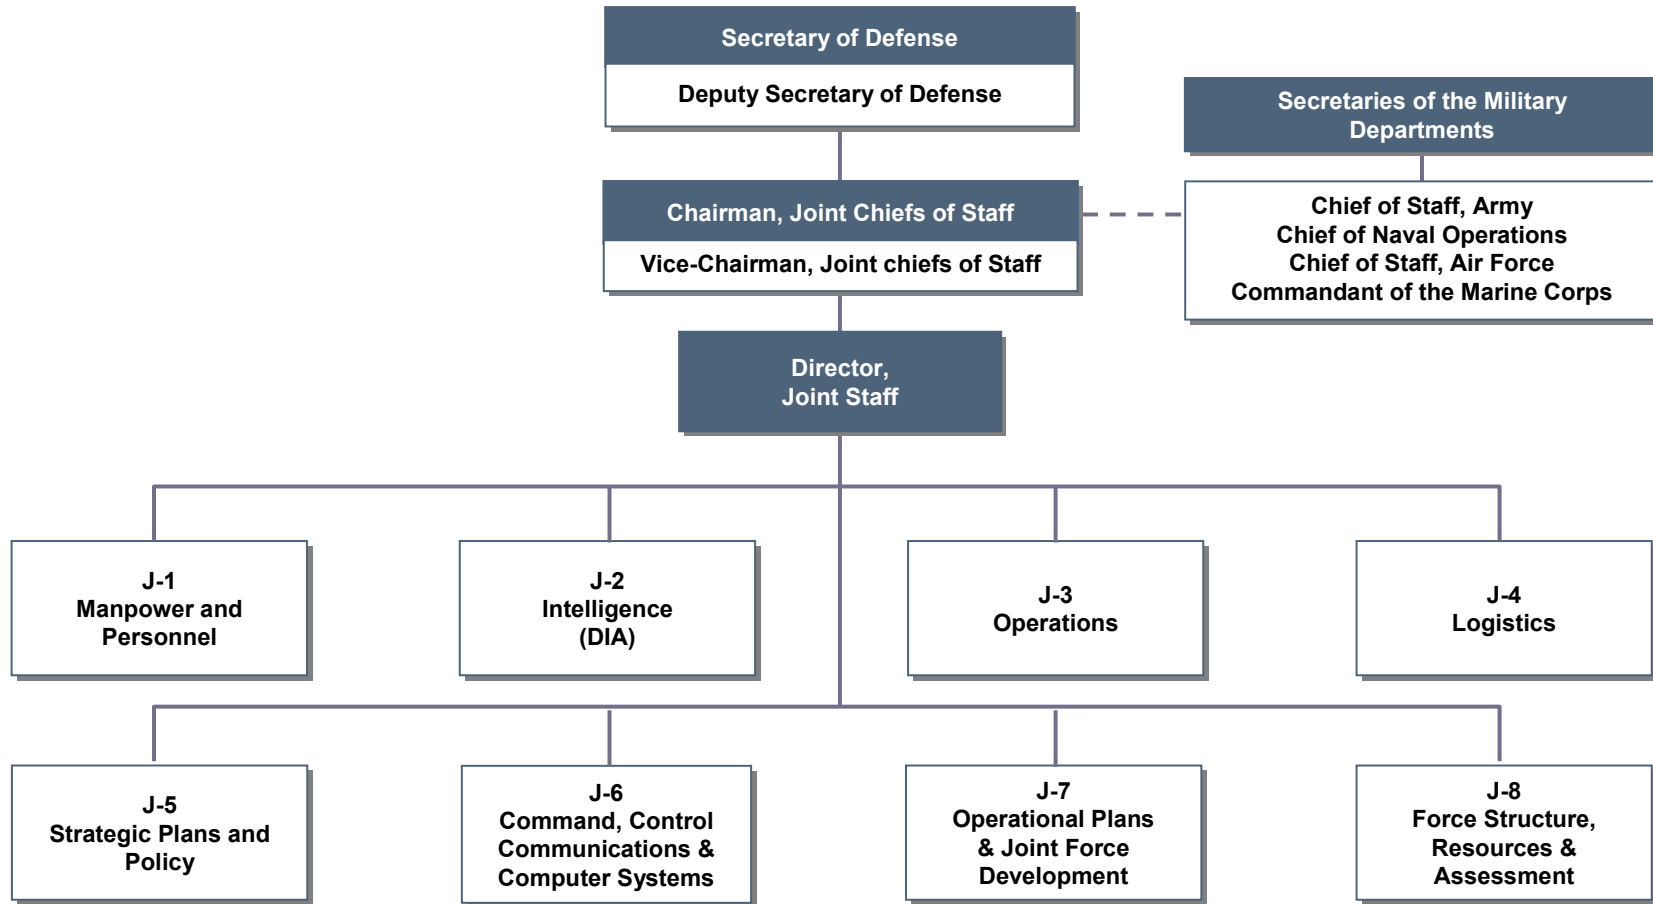 Secretary of Defense
Deputy Secretary of Defense
Secretaries of the Military
Departments
Chairman, Joint Chiefs of Staff
Vice-Chairman, Joint chiefs of Staff
Chief of Staff, Army
Chief of Naval Operations
Chief of Staff, Air Force
Commandant of the Marine Corps
Director,
Joint Staff
J-1
Manpower and
Personnel
J-2
Intelligence
(DIA)
J-3
Operations
J-4
Logistics
J-5
Strategic Plans and
Policy
J-6
Command, Control
Communications &
Computer Systems
J-7
Operational Plans
& Joint Force
Development
J-8
Force Structure,
Resources &
Assessment